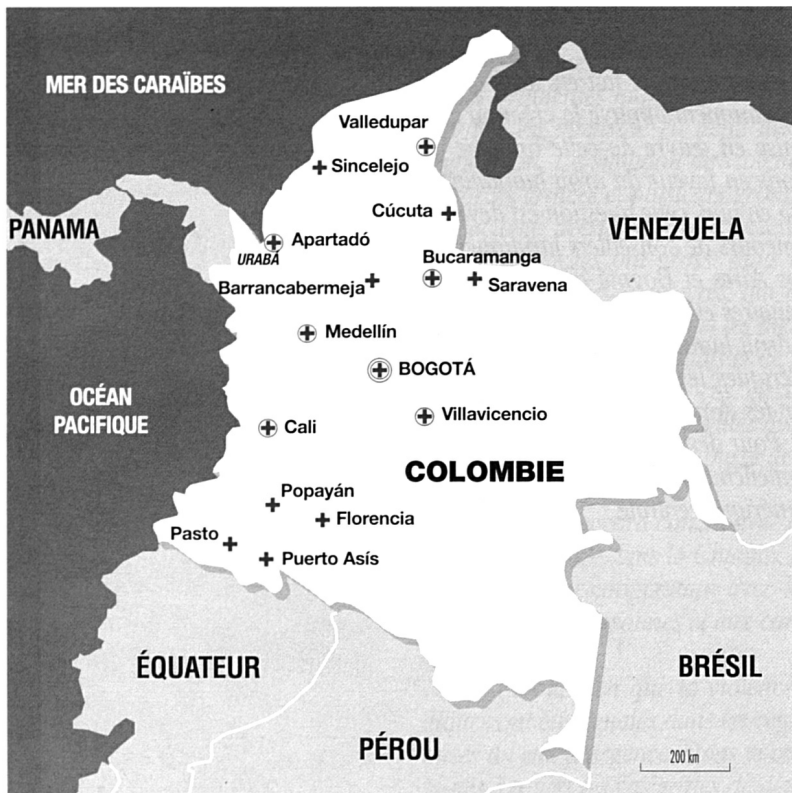 MER DES CARAÏBES
Valledupar
Sincelejo
Cúcuta
PANAMA
VENEZUELA
Apartadó
URABÁ
Bucaramanga
Barrancabermeja
Saravena
Medellín
BOGOTÁ
OCÉAN
PACIFIQUE
Villavicencio
Cali
COLOMBIE
Popayán
Florencia
Pasto
Puerto Asís
ÉQUATEUR
BRÉSIL
PÉROU
200 km